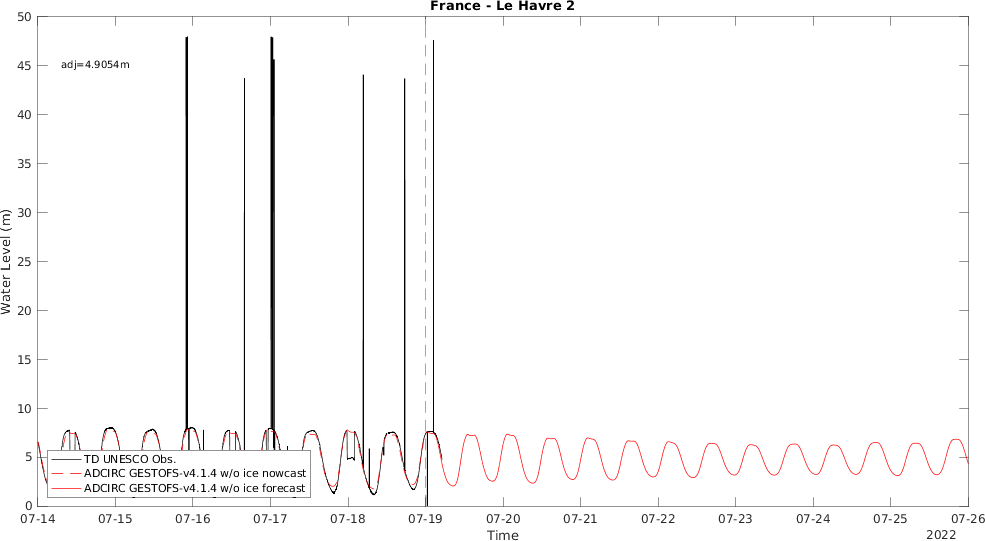 France - Le Havre 2
50
45
40
35
30
25
20
15
10
5
0
adj=4.9054m
Water Level (m)
TD UNESCO Obs.
ADCIRC GESTOFS-v4.1.4 w/o ice nowcast
ADCIRC GESTOFS-v4.1.4 w/o ice forecast
07-14 07-15 07-16 07-17 07-18 07-19 07-20 07-21 07-22 07-23 07-24 07-25 07-26
Time
2022